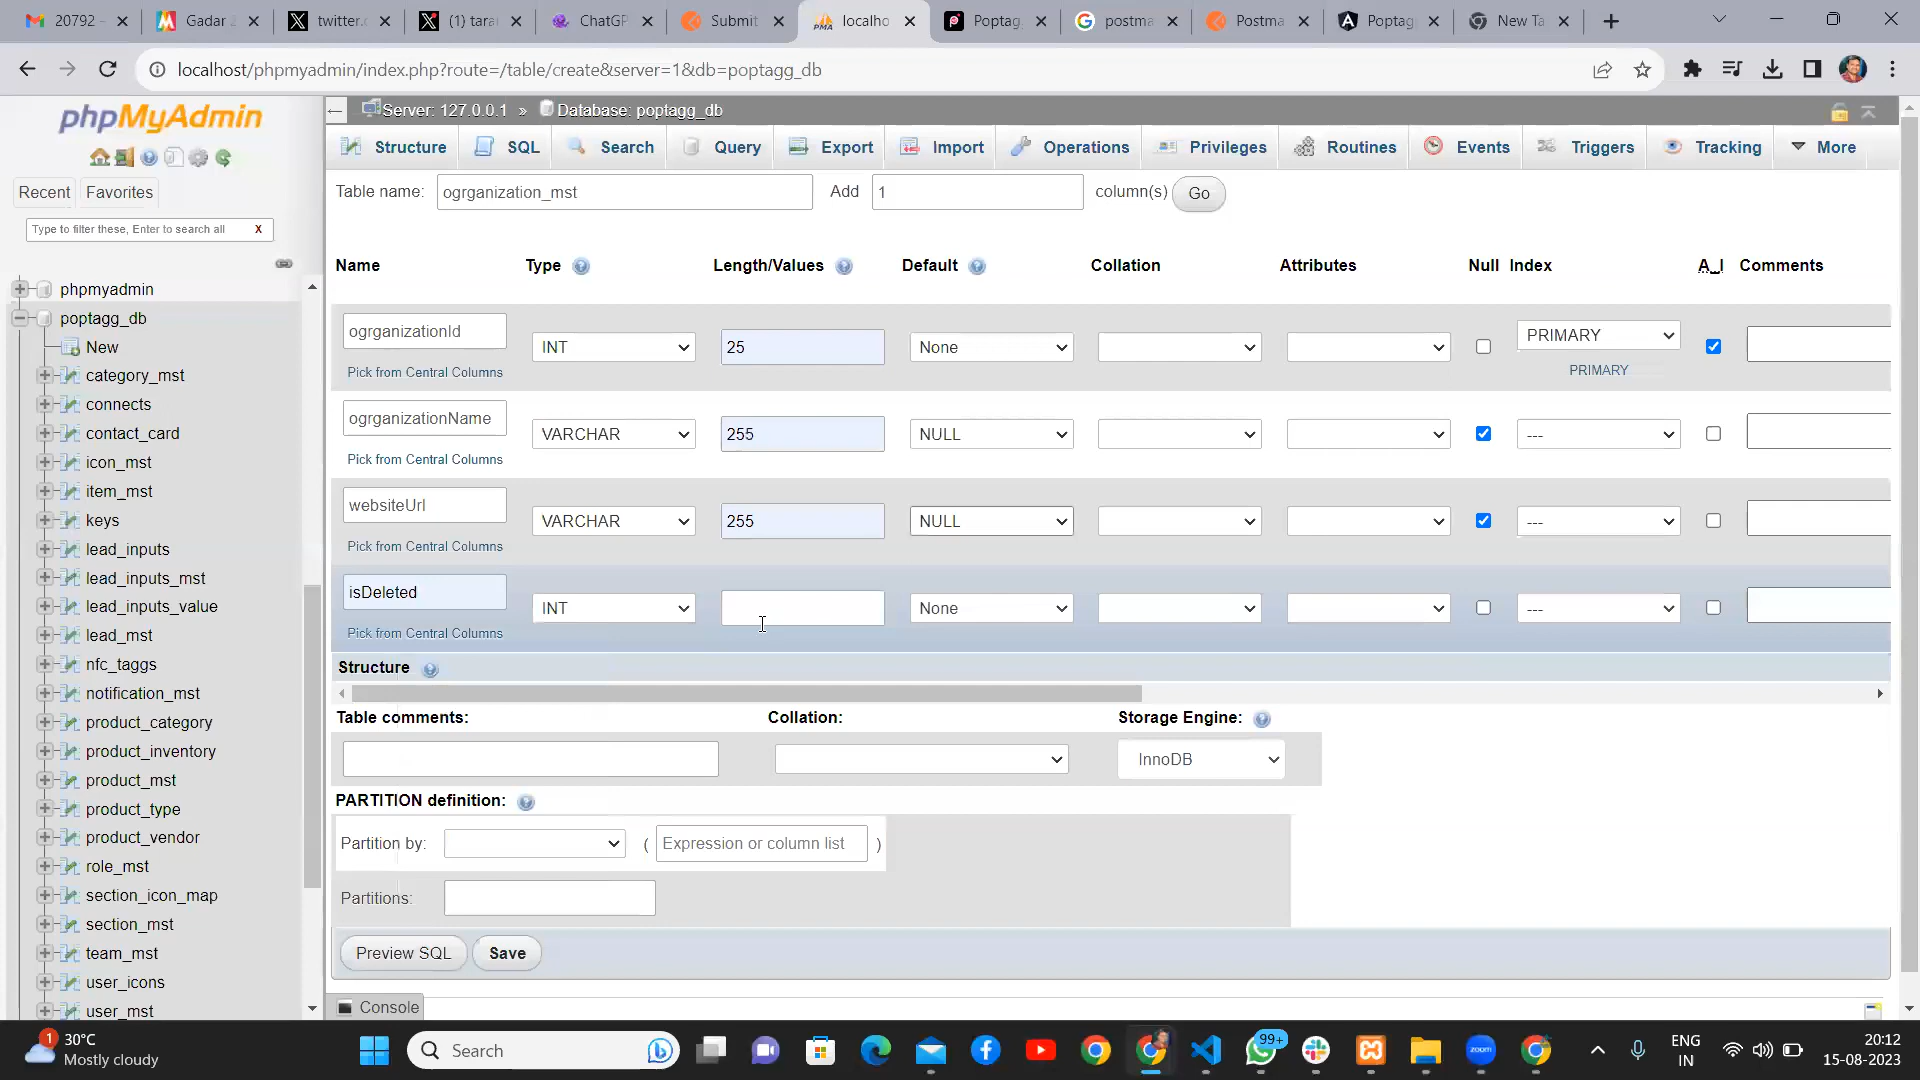 20792 -
Gadar 2
twitter.c
(1) tara
ChatGP
Submit
localho
Poptag
postma
Postma
Poptag
New Ta
localhost/phpmyadmin/index.php?route=/table/create&server=1&db=poptagg_db
phpMyAdmin
Recent
Favorites
Type to filter these, Enter to search all
X
phpmyadmin
poptagg_db
New
category_mst
connects
contact_card
icon_mst
item_mst
keys
lead_inputs
lead_inputs_mst
lead_inputs_value
lead_mst
nfc_taggs
notification_mst
product_category
product_inventory
product_mst
product_type
product_vendor
role_mst
section_icon_map
section_mst
team_mst
user_icons
user_mst
Server: 127.0.0.1 » Database: poptagg_db
Structure SQL Search Query Export Import Operations Privileges Routines Events Triggers Tracking More
Table name: ogrganization_mst Add 1 column(s) Go
Name Type Length/Values Default Collation Attributes Null Index A_I Comments
ogrganizationId INT 25 None PRIMARY
Pick from Central Columns PRIMARY
ogrganizationName VARCHAR 255 NULL ---
Pick from Central Columns
websiteUrl VARCHAR 255 NULL ---
Pick from Central Columns
isDeleted INT None ---
Pick from Central Columns
Structure
Table comments: Collation: Storage Engine:
InnoDB
PARTITION definition:
Partition by: ( Expression or column list )
Partitions:
Preview SQL Save
Console
1
30°C
Mostly cloudy
Search
99+
zoom
ENG
IN
20:12
15-08-2023